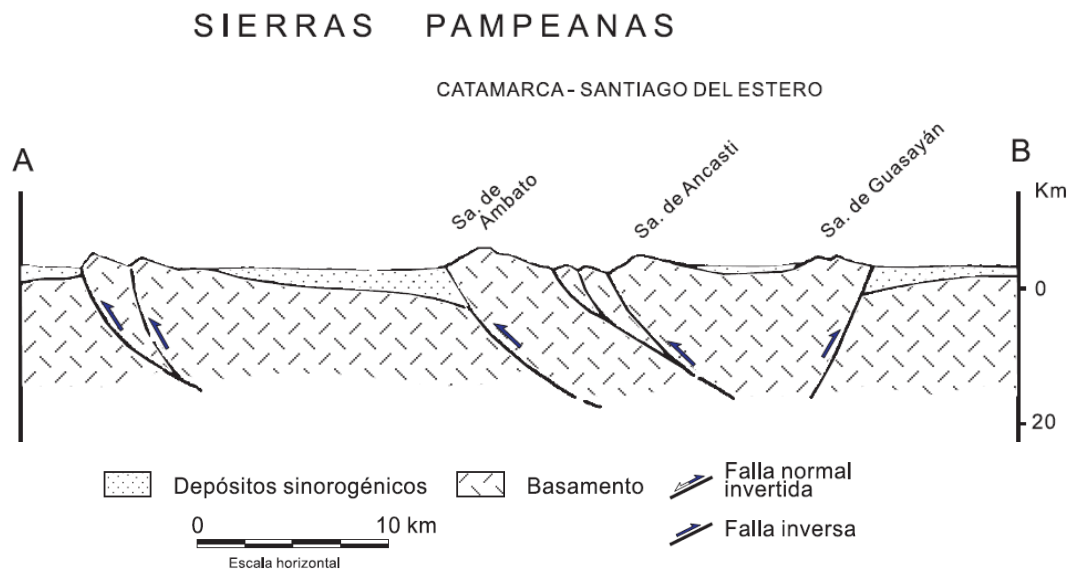 SIERRAS PAMPEANAS
CATAMARCA - SANTIAGO DEL ESTERO
A
Sa. de
Ambato
Sa. de Ancasti
Sa. de Guasayán
B
Km
0
20
Depósitos sinorogénicos
Basamento
Falla normal
invertida
Falla inversa
0 10 km
Escala horizontal